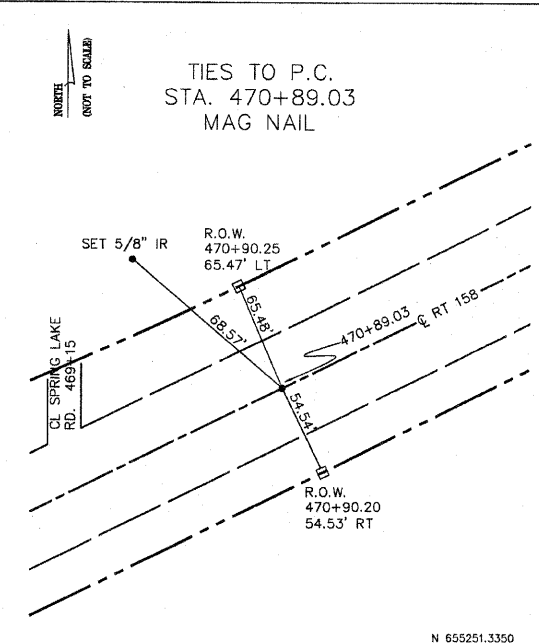 NORTH
(NOT TO SCALE)
TIES TO P.C.
STA. 470+89.03
MAG NAIL
SET 5/8" IR
R.O.W.
470+90.25
65.47' LT
65.48'
68.57'
470+89.03
℄ RT 158
CL SPRING LAKE
RD. 469+15
54.54'
R.O.W.
470+90.20
54.53' RT
N 655251.3350